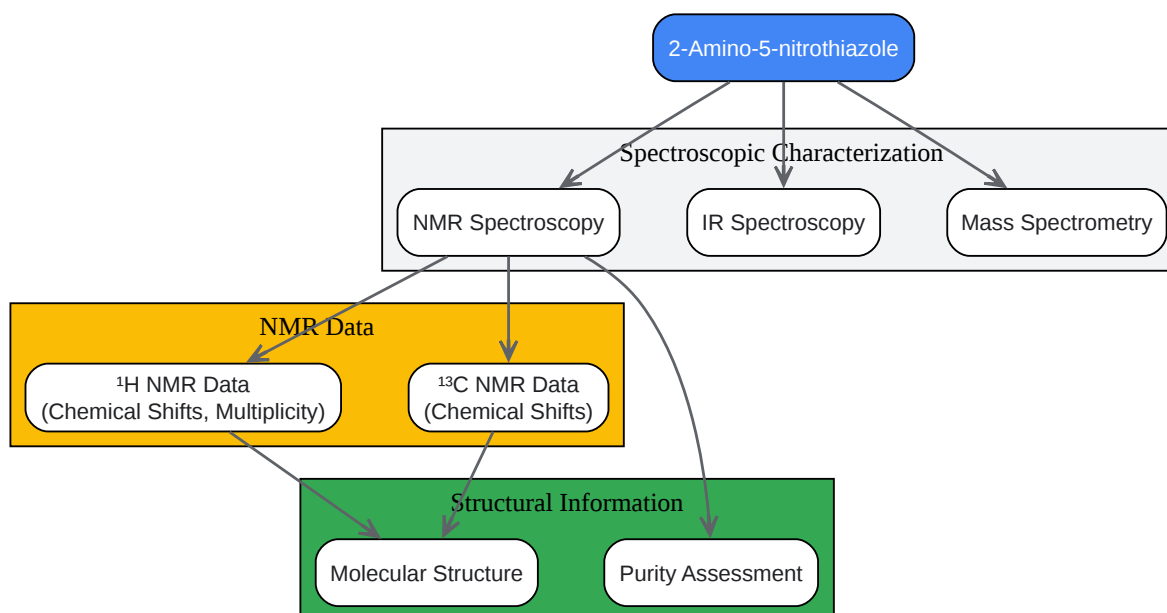 2-Amino-5-nitrothiazole
Spectroscopic Characterization
NMR Spectroscopy
IR Spectroscopy
Mass Spectrometry
NMR Data
¹H NMR Data
(Chemical Shifts, Multiplicity)
¹³C NMR Data
(Chemical Shifts)
Structural Information
Molecular Structure
Purity Assessment